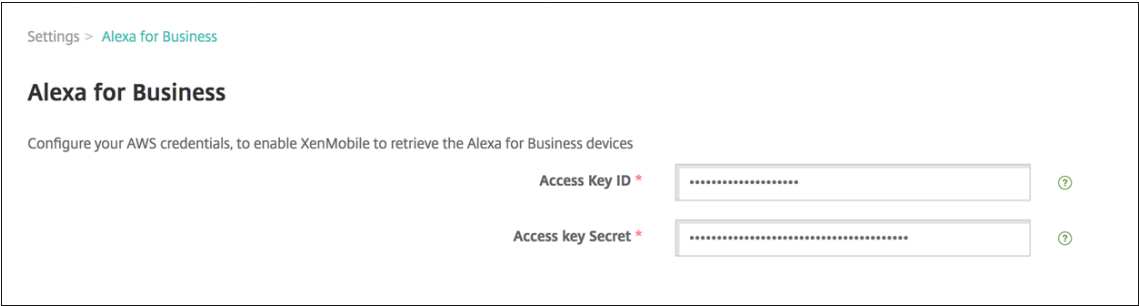 Settings > Alexa for Business
Alexa for Business
Configure your AWS credentials, to enable XenMobile to retrieve the Alexa for Business devices
Access Key ID * •••••••••••••••••••• ?
Access key Secret * •••••••••••••••••••••••••••••••••••••••• ?